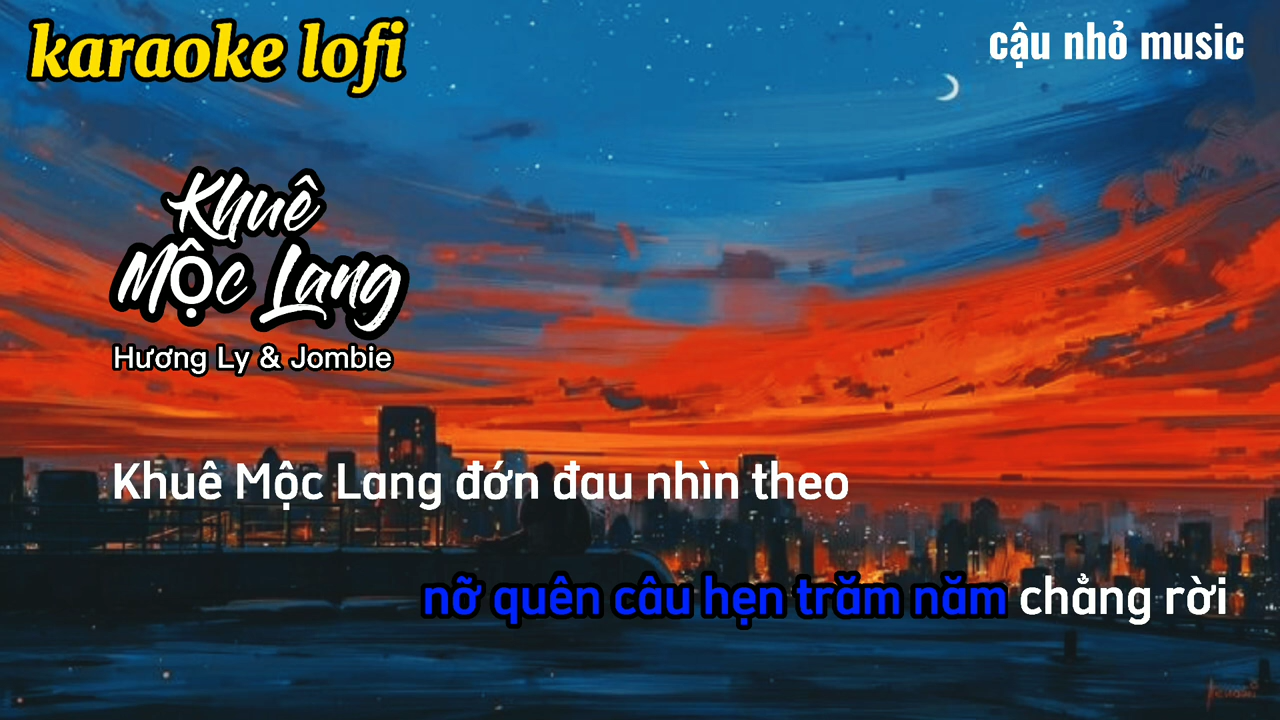 karaoke lofi
cậu nhỏ music
Khuê
Mộc Lang
Hương Ly & Jombie
Khuê Mộc Lang đớn đau nhìn theo
nỡ quên câu hẹn trăm năm chẳng rời